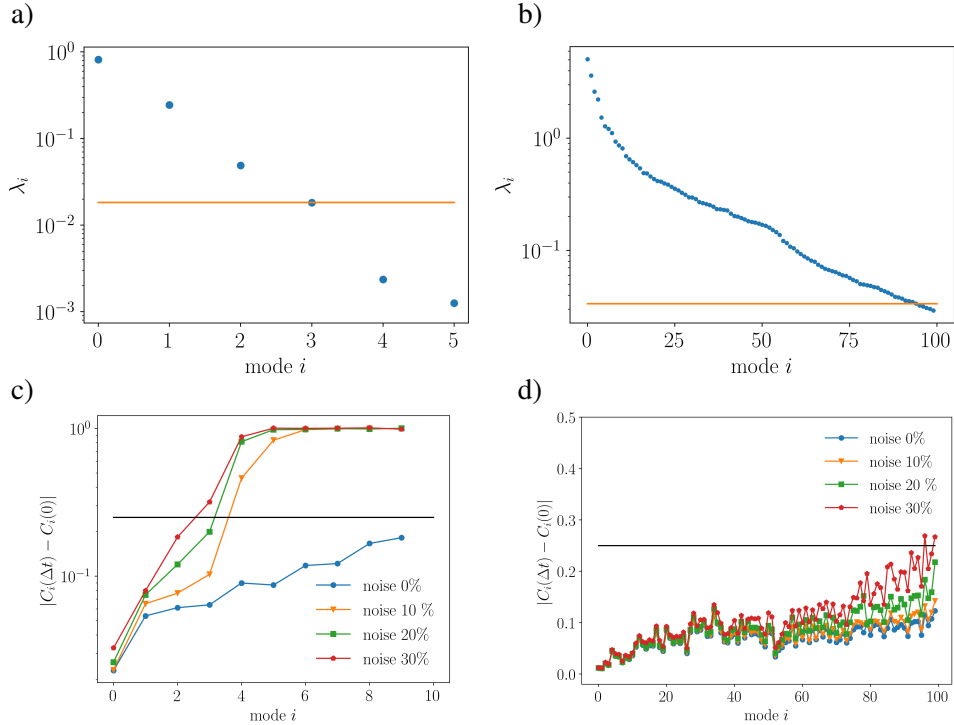 a)
10^0
10^{-1}
10^{-2}
10^{-3}
λ_i
0 1 2 3 4 5
mode i
b)
10^0
10^{-1}
λ_i
0 25 50 75 100
mode i
c)
10^0
10^{-1}
|C_i(Δt) − C_i(0)|
noise 0%
noise 10 %
noise 20%
noise 30%
0 2 4 6 8 10
mode i
d)
0.5
0.4
0.3
0.2
0.1
0.0
|C_i(Δt) − C_i(0)|
noise 0%
noise 10%
noise 20 %
noise 30%
0 20 40 60 80 100
mode i